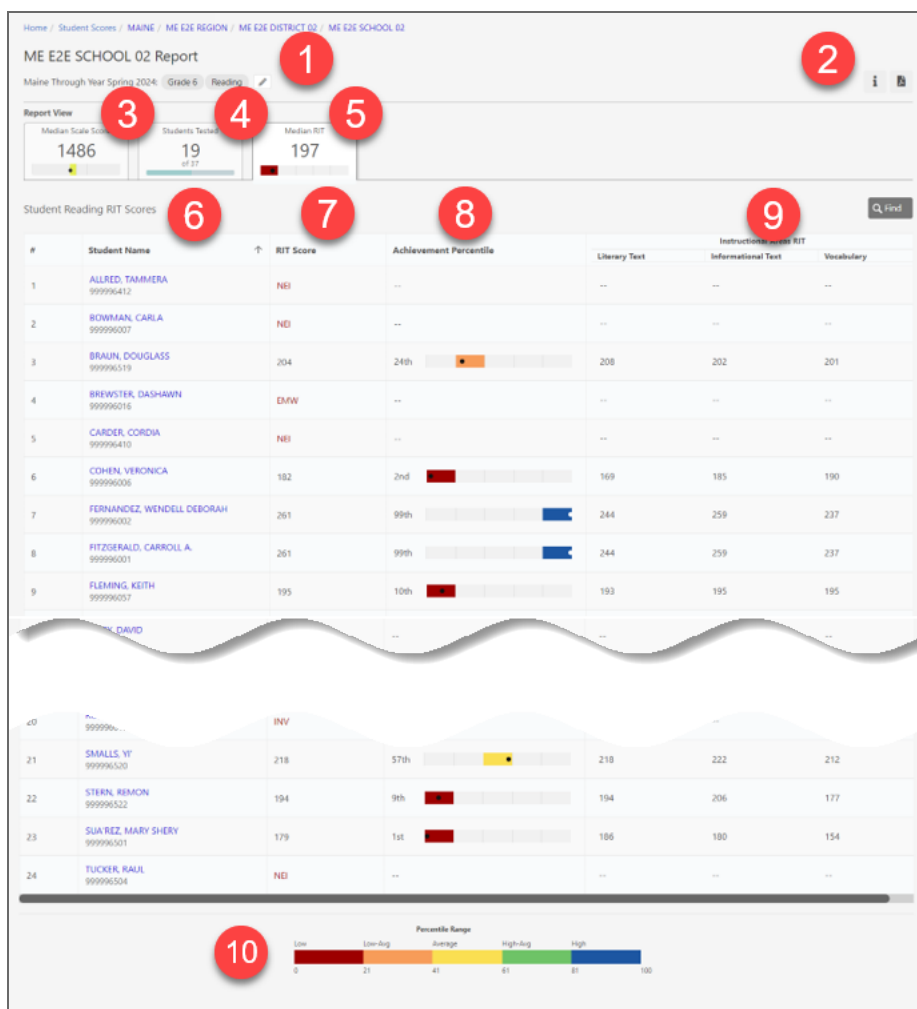 Home / Student Scores / MAINE / ME E2E REGION / ME E2E DISTRICT 02 / ME E2E SCHOOL 02
ME E2E SCHOOL 02 Report
1
2
Maine Through Year Spring 2024: Grade 6 Reading
i
Report View
3
4
5
Median Scale Score
Students Tested
Median RIT
1486
19
197
of 27
Student Reading RIT Scores
6
7
8
9
Find
Instructional Areas RIT
# Student Name RIT Score Achievement Percentile Literary Text Informational Text Vocabulary
1 ALLRED, TAMMERA NEI -- -- -- --
999996412
2 BOWMAN, CARLA NEI -- -- -- --
999996007
3 BRAUN, DOUGLASS 204 24th 208 202 201
999996519
4 BREWSTER, DASHAWN EMW -- -- -- --
999996016
5 CARDER, CORDIA NEI -- -- -- --
999996410
6 COHEN, VERONICA 182 2nd 169 185 190
999996006
7 FERNANDEZ, WENDELL DEBORAH 261 99th 244 259 237
999996002
8 FITZGERALD, CARROLL A. 261 99th 244 259 237
999996001
9 FLEMING, KEITH 195 10th 193 195 195
999996057
DAVID -- -- --
20 INV --
21 SMALLS, YI' 218 57th 218 222 212
999996520
22 STERN, REMON 194 9th 194 206 177
999996522
23 SUA'REZ, MARY SHERY 179 1st 186 180 154
999996501
24 TUCKER, RAUL NEI -- -- -- --
999996504
10
Percentile Range
Low Low-Avg Average High-Avg High
0 21 41 61 81 100